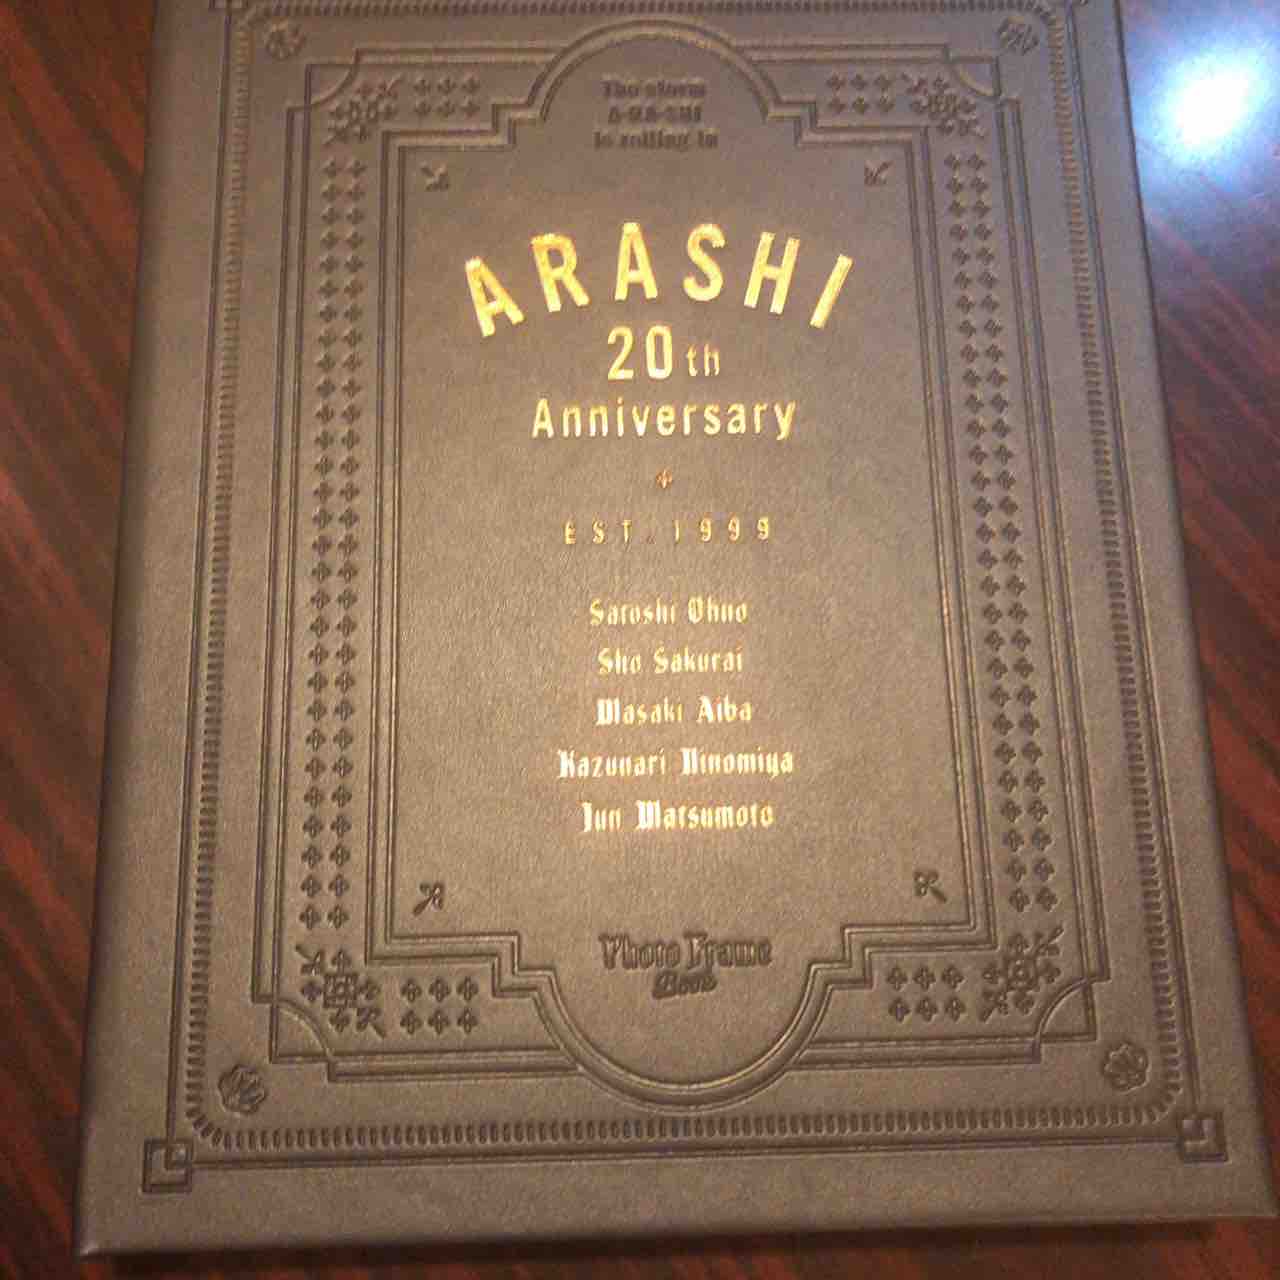 The storm
A-RA-SHI
is rolling in
ARASHI
20th
Anniversary
EST.1999
Satoshi Ohno
Sho Sakurai
Masaki Aiba
Kazunari Ninomiya
Jun Matsumoto
Photo Frame
Book